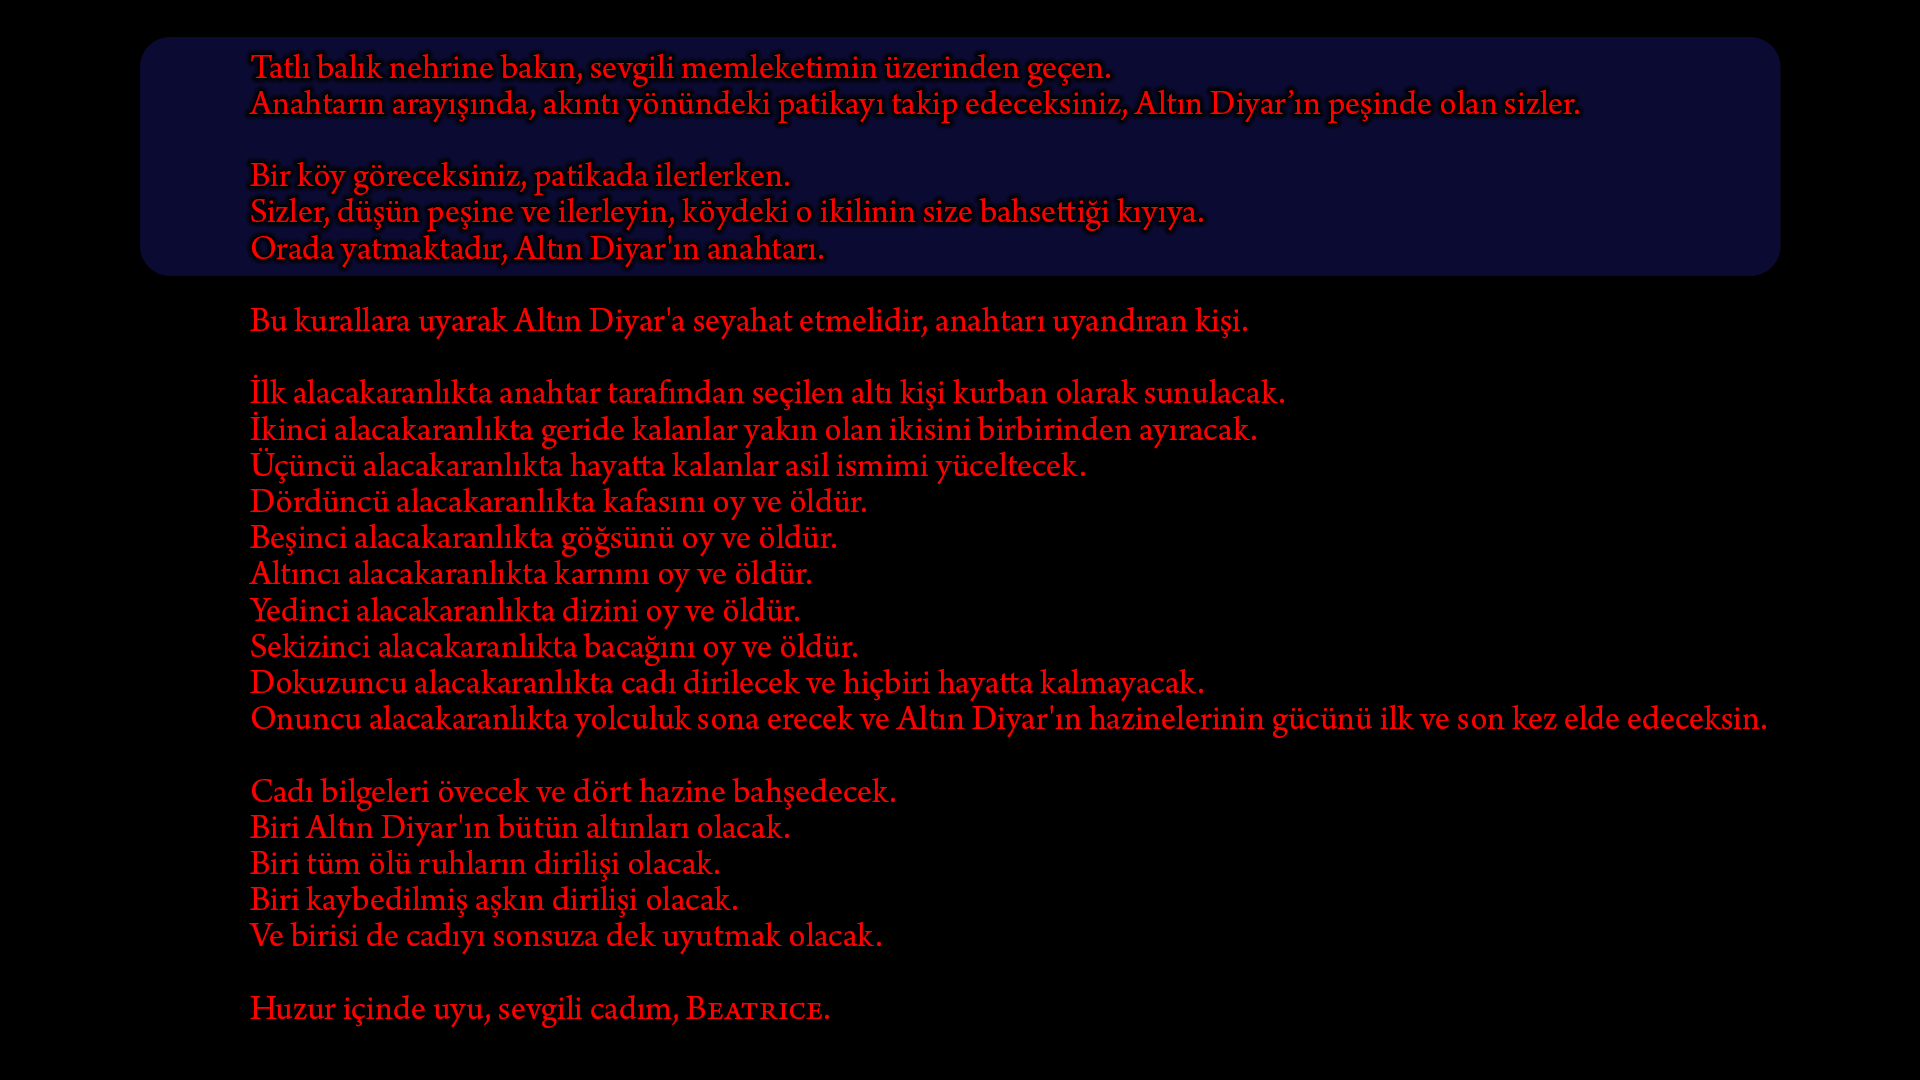 Tatlı balık nehrine bakın, sevgili memleketimin üzerinden geçen.
Anahtarın arayışında, akıntı yönündeki patikayı takip edeceksiniz, Altın Diyar’ın peşinde olan sizler.
Bir köy göreceksiniz, patikada ilerlerken.
Sizler, düşün peşine ve ilerleyin, köydeki o ikilinin size bahsettiği kıyıya.
Orada yatmaktadır, Altın Diyar'ın anahtarı.
Bu kurallara uyarak Altın Diyar'a seyahat etmelidir, anahtarı uyandıran kişi.
İlk alacakaranlıkta anahtar tarafından seçilen altı kişi kurban olarak sunulacak.
İkinci alacakaranlıkta geride kalanlar yakın olan ikisini birbirinden ayıracak.
Üçüncü alacakaranlıkta hayatta kalanlar asil ismimi yüceltecek.
Dördüncü alacakaranlıkta kafasını oy ve öldür.
Beşinci alacakaranlıkta göğsünü oy ve öldür.
Altıncı alacakaranlıkta karnını oy ve öldür.
Yedinci alacakaranlıkta dizini oy ve öldür.
Sekizinci alacakaranlıkta bacağını oy ve öldür.
Dokuzuncu alacakaranlıkta cadı dirilecek ve hiçbiri hayatta kalmayacak.
Onuncu alacakaranlıkta yolculuk sona erecek ve Altın Diyar'ın hazinelerinin gücünü ilk ve son kez elde edeceksin.
Cadı bilgeleri övecek ve dört hazine bahşedecek.
Biri Altın Diyar'ın bütün altınları olacak.
Biri tüm ölü ruhların dirilişi olacak.
Biri kaybedilmiş aşkın dirilişi olacak.
Ve birisi de cadıyı sonsuza dek uyutmak olacak.
Huzur içinde uyu, sevgili cadım, BEATRICE.